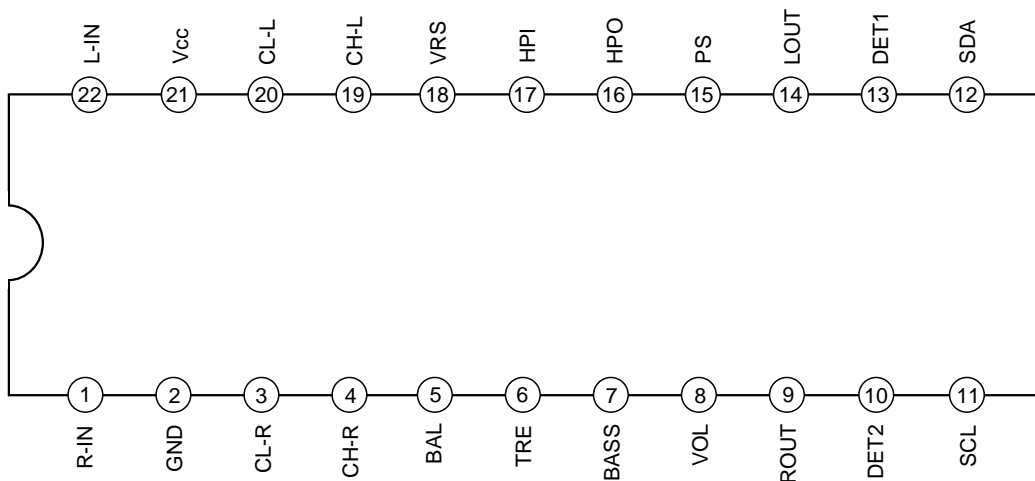 L-IN Vcc CL-L CH-L VRS HPI HPO PS LOUT DET1 SDA
22 21 20 19 18 17 16 15 14 13 12
1 2 3 4 5 6 7 8 9 10 11
R-IN GND CL-R CH-R BAL TRE BASS VOL ROUT DET2 SCL